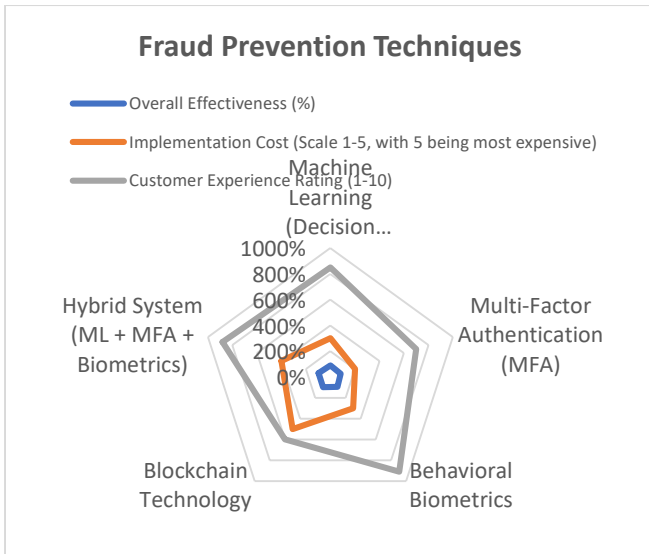 Fraud Prevention Techniques
Overall Effectiveness (%)
Implementation Cost (Scale 1-5, with 5 being most expensive)
Customer Experience Rating (1-10)
Machine
Learning
(Decision...
1000%
800%
600%
400%
200%
0%
Multi-Factor
Authentication
(MFA)
Behavioral
Biometrics
Blockchain
Technology
Hybrid System
(ML + MFA +
Biometrics)